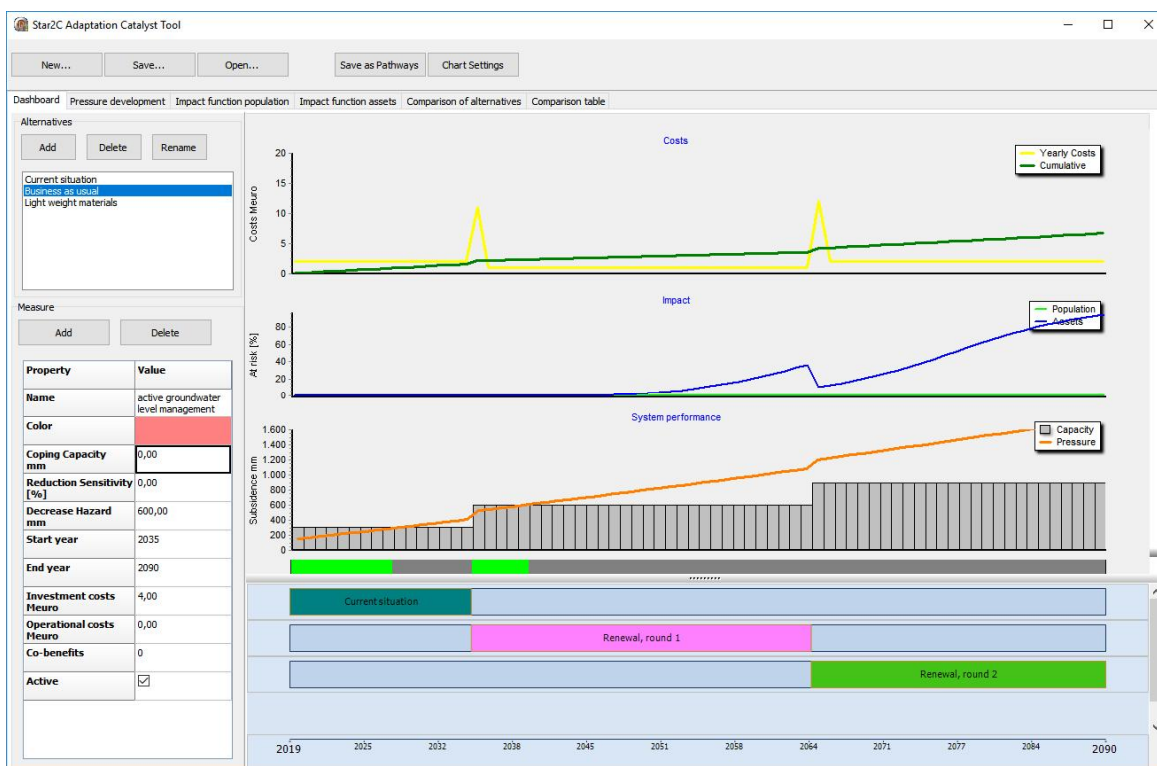 Star2C Adaptation Catalyst Tool
New... Save... Open... Save as Pathways Chart Settings
Dashboard Pressure development Impact function population Impact function assets Comparison of alternatives Comparison table
Alternatives
Add Delete Rename
Current situation
Business as usual
Light weight materials
Measure
Add Delete
Property Value
Name active groundwater
level management
Color
Coping Capacity 0,00
mm
Reduction Sensitivity 0,00
[%]
Decrease Hazard 600,00
mm
Start year 2035
End year 2090
Investment costs 4,00
Meuro
Operational costs 0,00
Meuro
Co-benefits 0
Active
Costs
Costs Meuro
20
15
10
5
0
Yearly Costs
Cumulative
Impact
At risk [%]
80
60
40
20
0
Population
Assets
System performance
Subsidence mm
1.600
1.400
1.200
1.000
800
600
400
200
0
Capacity
Pressure
Current situation
Renewal, round 1
Renewal, round 2
2019 2025 2032 2038 2045 2051 2058 2064 2071 2077 2084 2090